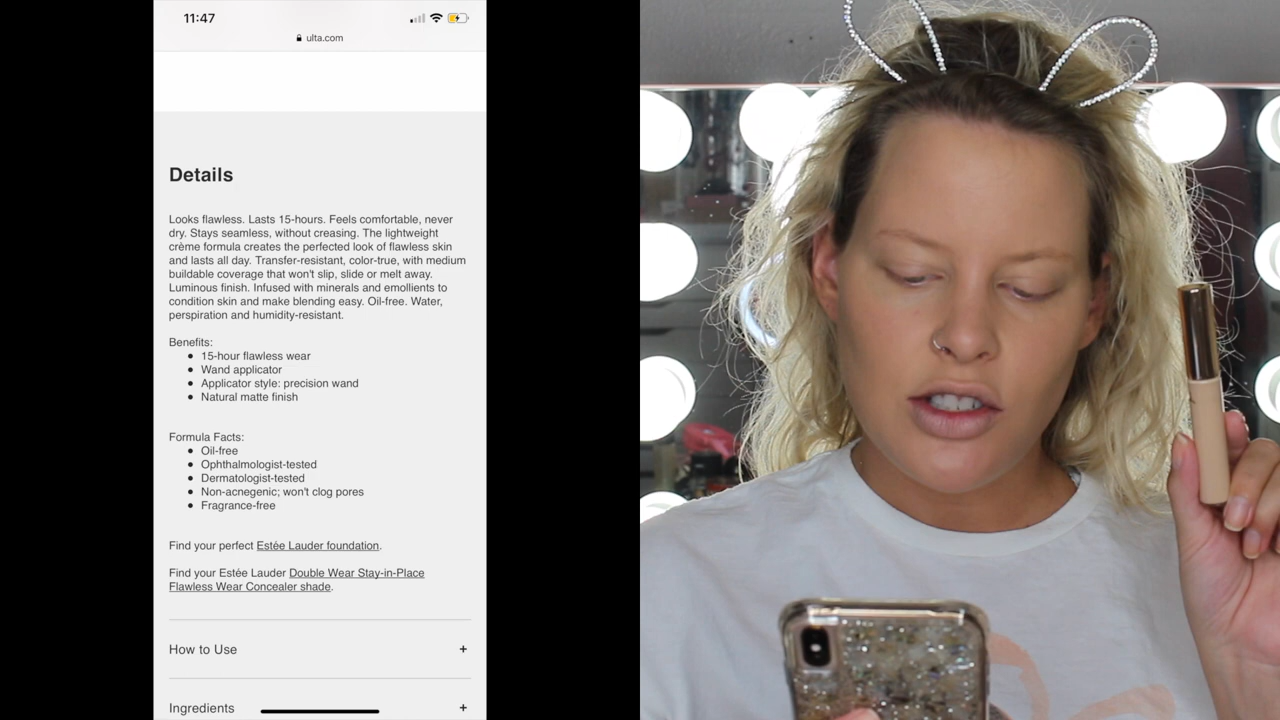 11:47
ulta.com
Details
Looks flawless. Lasts 15-hours. Feels comfortable, never
dry. Stays seamless, without creasing. The lightweight
crème formula creates the perfected look of flawless skin
and lasts all day. Transfer-resistant, color-true, with medium
buildable coverage that won't slip, slide or melt away.
Luminous finish. Infused with minerals and emollients to
condition skin and make blending easy. Oil-free. Water,
perspiration and humidity-resistant.
Benefits:
● 15-hour flawless wear
● Wand applicator
● Applicator style: precision wand
● Natural matte finish
Formula Facts:
● Oil-free
● Ophthalmologist-tested
● Dermatologist-tested
● Non-acnegenic; won't clog pores
● Fragrance-free
Find your perfect Estée Lauder foundation.
Find your Estée Lauder Double Wear Stay-in-Place
Flawless Wear Concealer shade.
How to Use +
Ingredients +